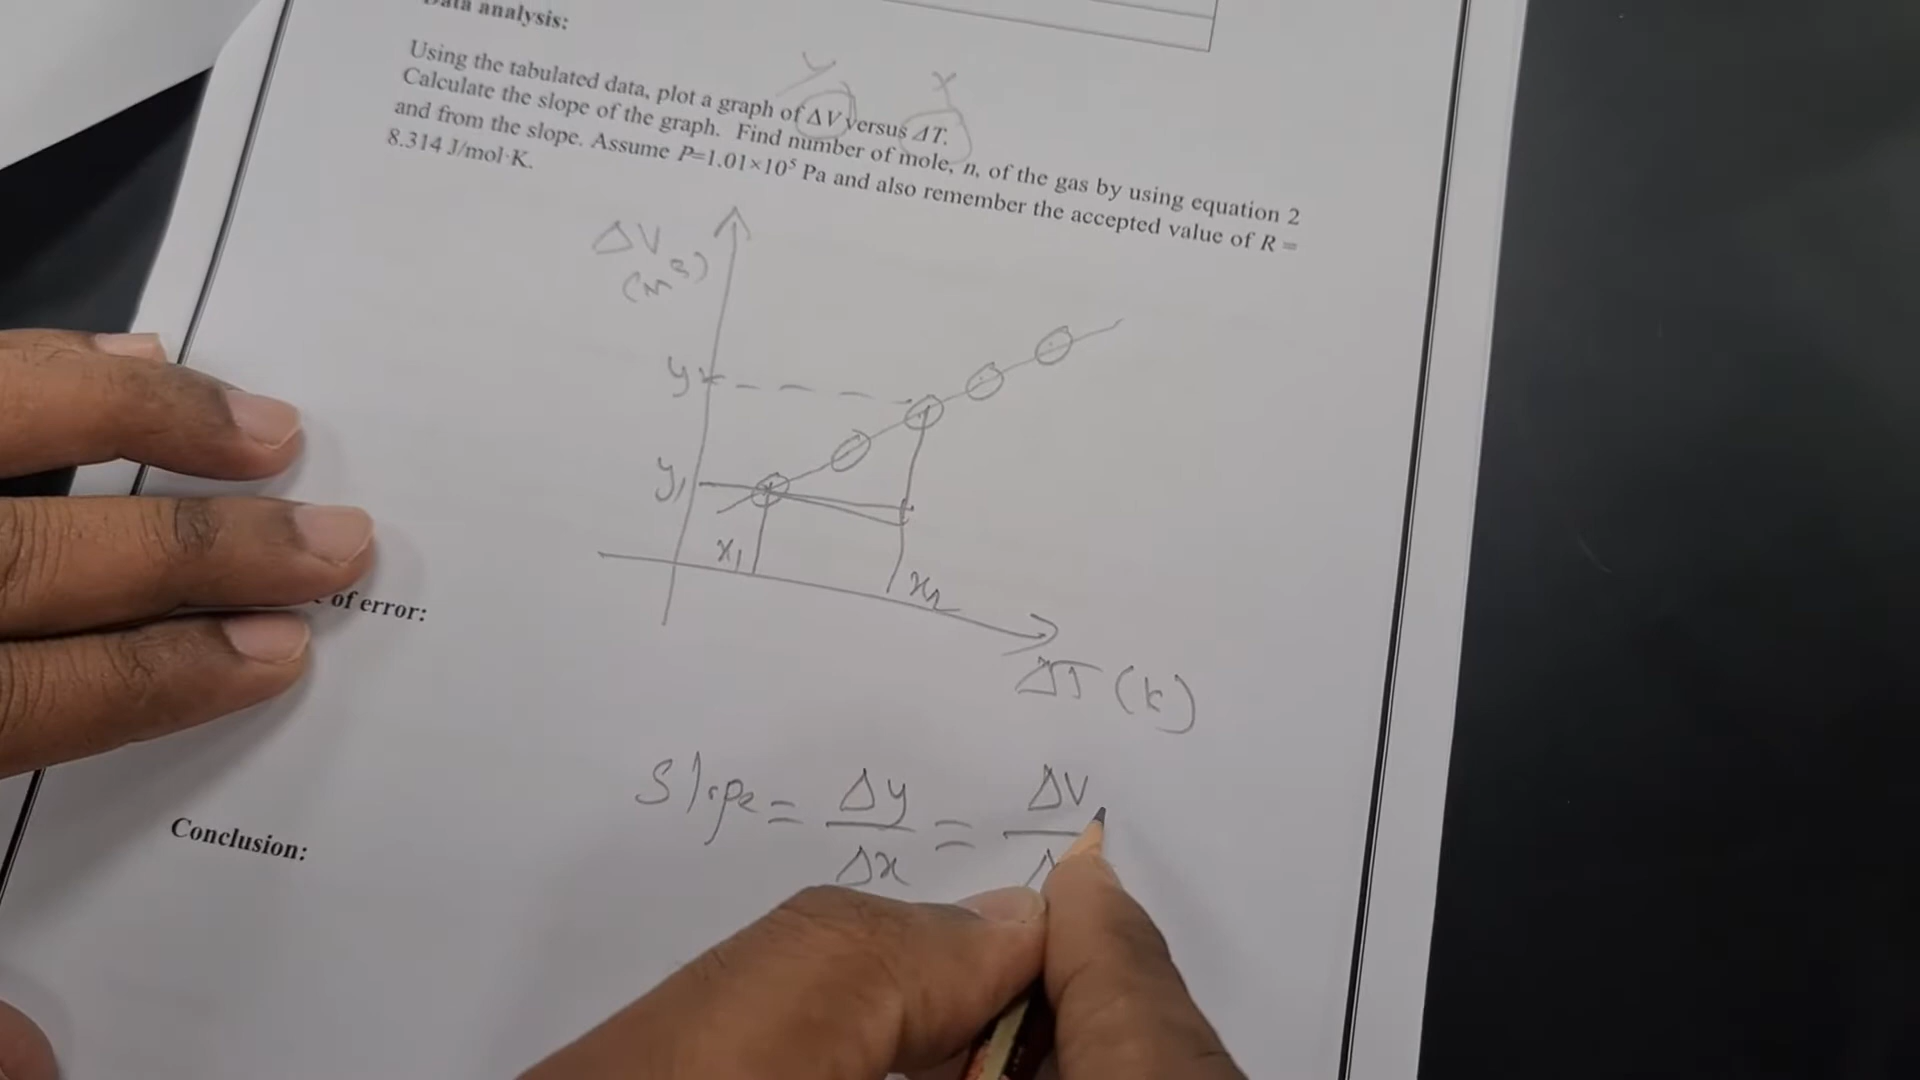 Data analysis:
y x
Using the tabulated data, plot a graph of ΔV versus ΔT.
Calculate the slope of the graph. Find number of mole, n, of the gas by using equation 2
and from the slope. Assume P=1.01×10⁵ Pa and also remember the accepted value of R =
8.314 J/mol·K.
ΔV
(m³)
y₁
x₁
x₂
ΔT (K)
of error:
Slope = Δy/Δx = ΔV/Δ
Conclusion: